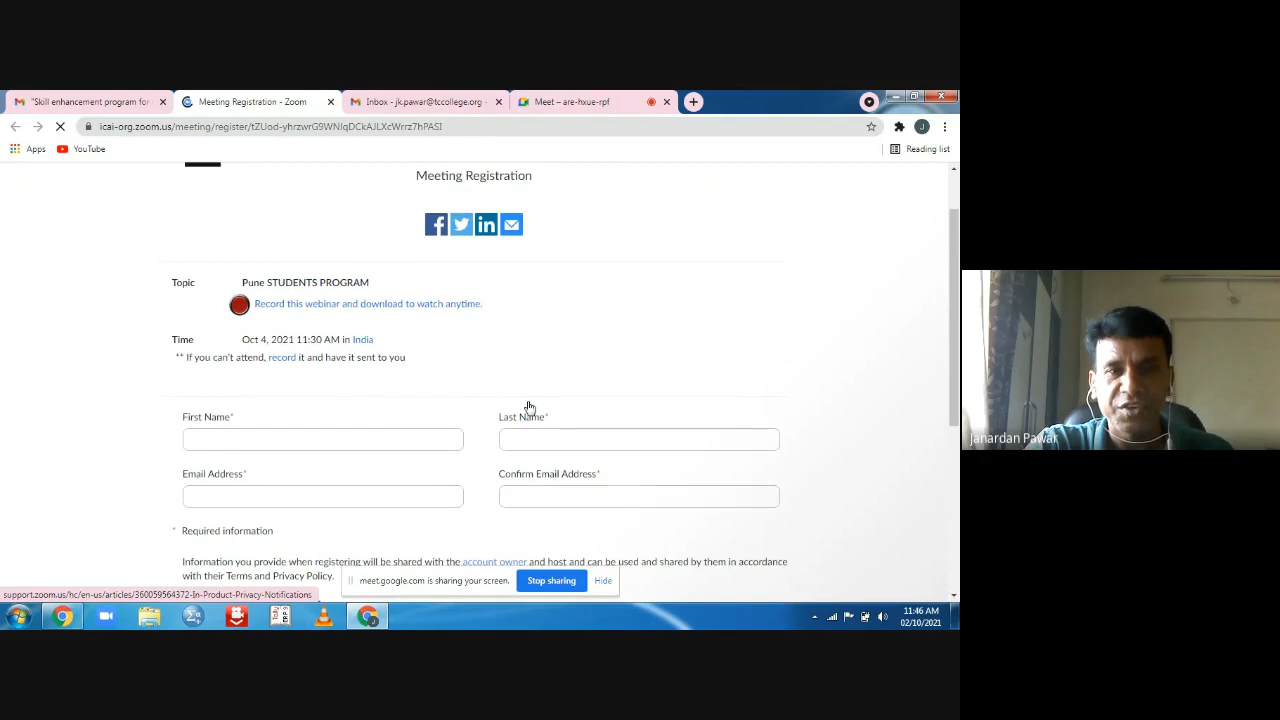 "Skill enhancement program for
Meeting Registration - Zoom
Inbox - jk.pawar@tccollege.org -
Meet – are-hxue-rpf
icai-org.zoom.us/meeting/register/tZUod-yhrzwrG9WNIqDCkAJLXcWrrz7hPASI
J
Apps
YouTube
Reading list
Meeting Registration
Topic
Pune STUDENTS PROGRAM
Record this webinar and download to watch anytime.
Time
Oct 4, 2021 11:30 AM in India
** If you can't attend, record it and have it sent to you
First Name*
Last Name*
Email Address*
Confirm Email Address*
* Required information
Information you provide when registering will be shared with the account owner and host and can be used and shared by them in accordance
with their Terms and Privacy Policy.
meet.google.com is sharing your screen.
Stop sharing
Hide
support.zoom.us/hc/en-us/articles/360059564372-In-Product-Privacy-Notifications
11:46 AM
02/10/2021
Janardan Pawar